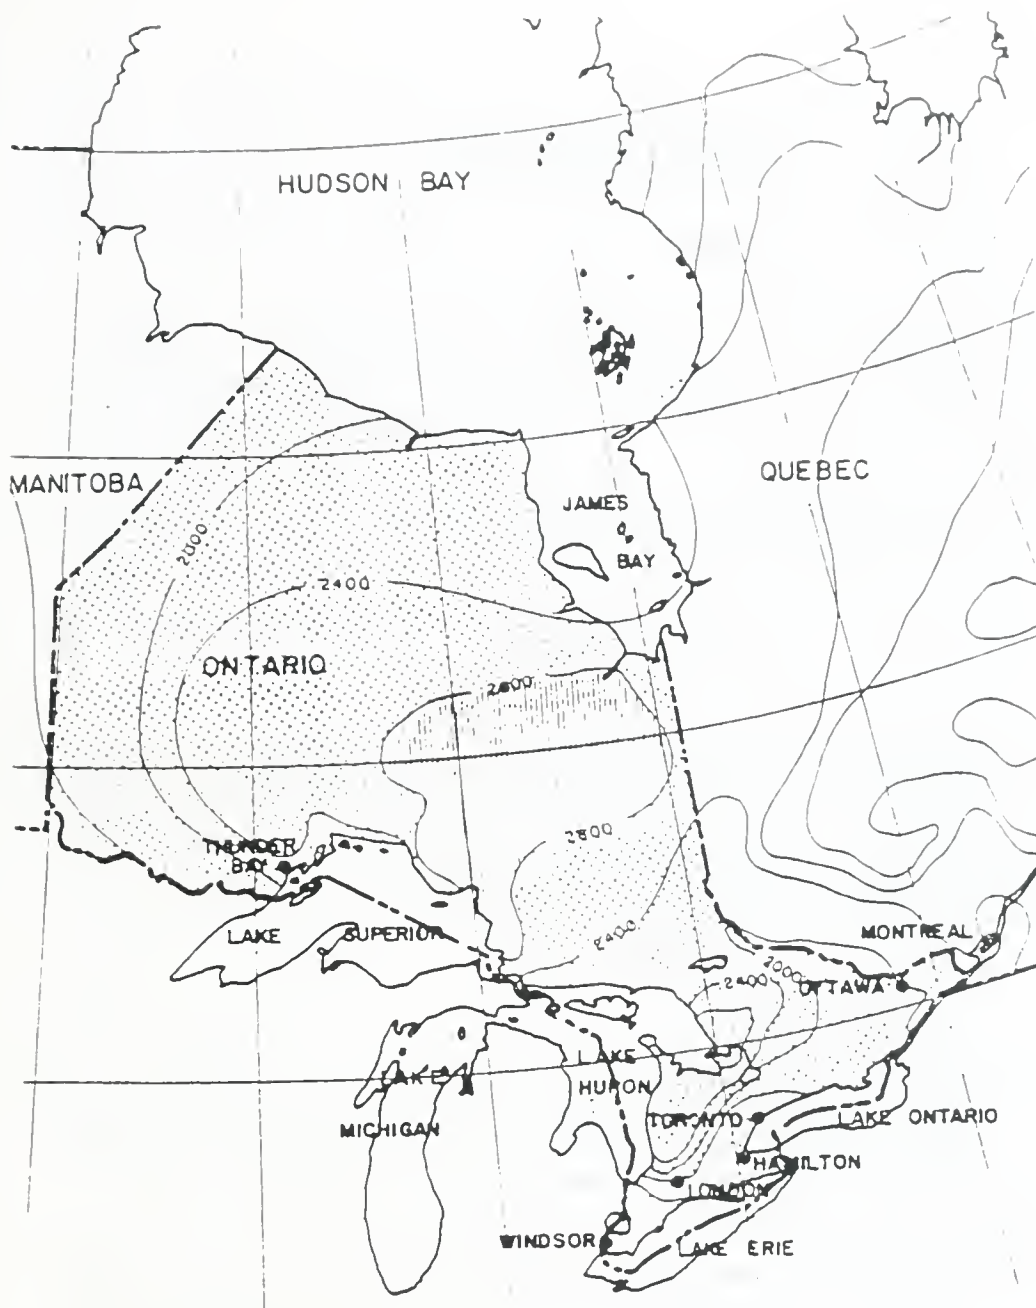 HUDSON BAY
MANITOBA
QUEBEC
JAMES
BAY
2000
2400
ONTARIO
2800
2800
THUNDER
BAY
2400
LAKE SUPERIOR
MONTREAL
2000
2400
OTTAWA
LAKE
HURON
LAKE
MICHIGAN
TORONTO
LAKE ONTARIO
HAMILTON
LONDON
WINDSOR
LAKE ERIE